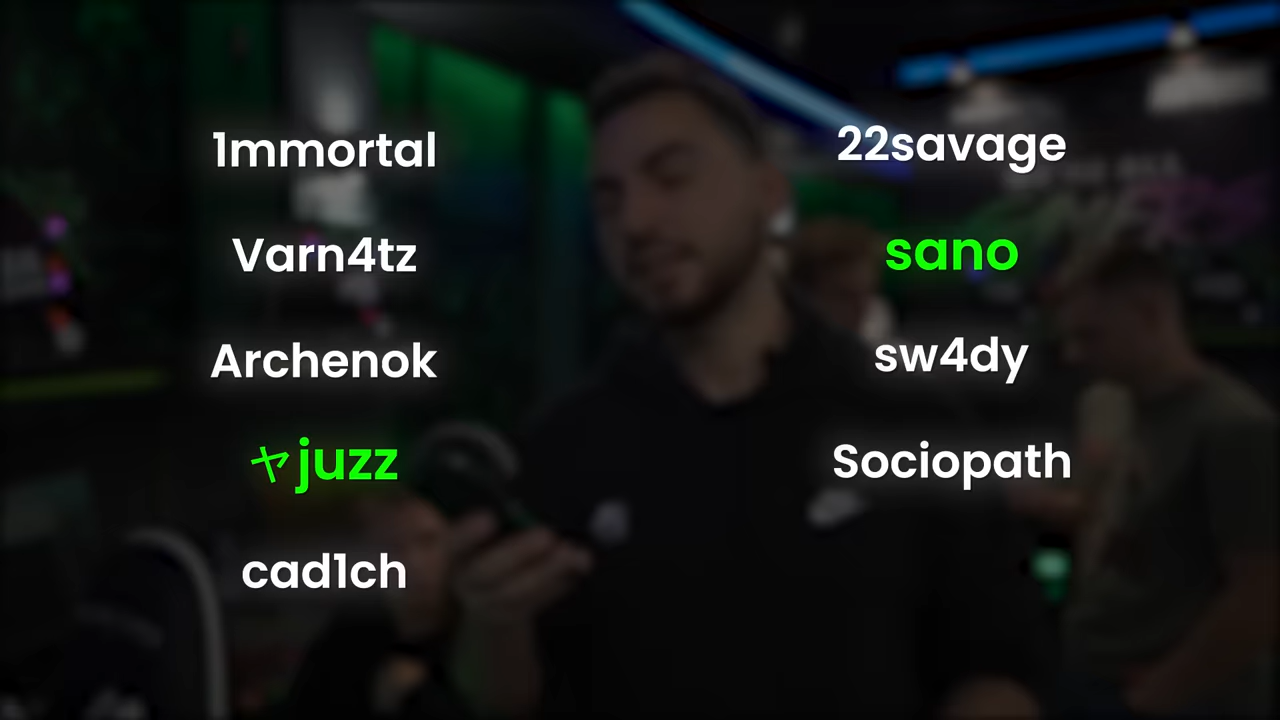 1mmortal
Varn4tz
Archenok
ヤjuzz
cad1ch
22savage
sano
sw4dy
Sociopath